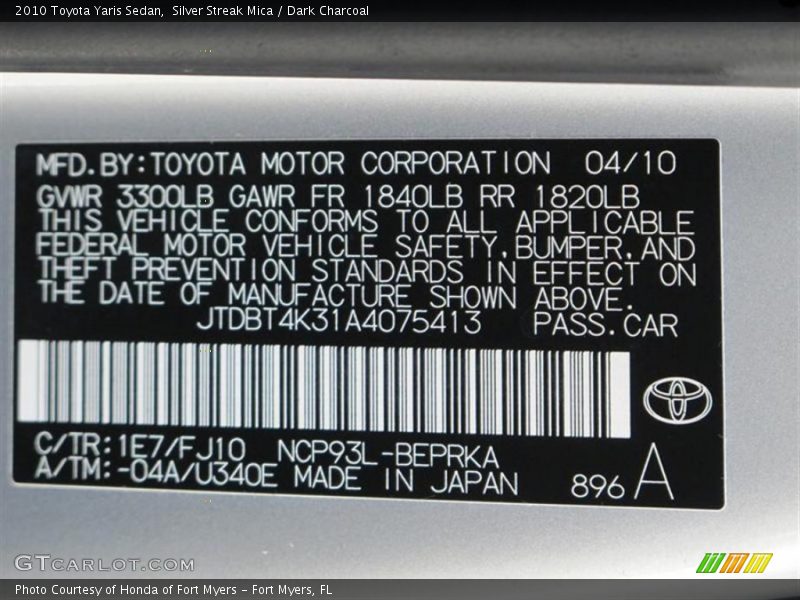 2010 Toyota Yaris Sedan,  Silver Streak Mica / Dark Charcoal
MFD.BY:TOYOTA MOTOR CORPORATION 04/10
GVWR 3300LB GAWR FR 1840LB RR 1820LB
THIS VEHICLE CONFORMS TO ALL APPLICABLE
FEDERAL MOTOR VEHICLE SAFETY,BUMPER,AND
THEFT PREVENTION STANDARDS IN EFFECT ON
THE DATE OF MANUFACTURE SHOWN ABOVE.
JTDBT4K31A4075413 PASS.CAR
C/TR:1E7/FJ10 NCP93L-BEPRKA
A/TM:-04A/U340E MADE IN JAPAN
896 A
GTCARLOT.COM
Photo Courtesy of Honda of Fort Myers - Fort Myers, FL